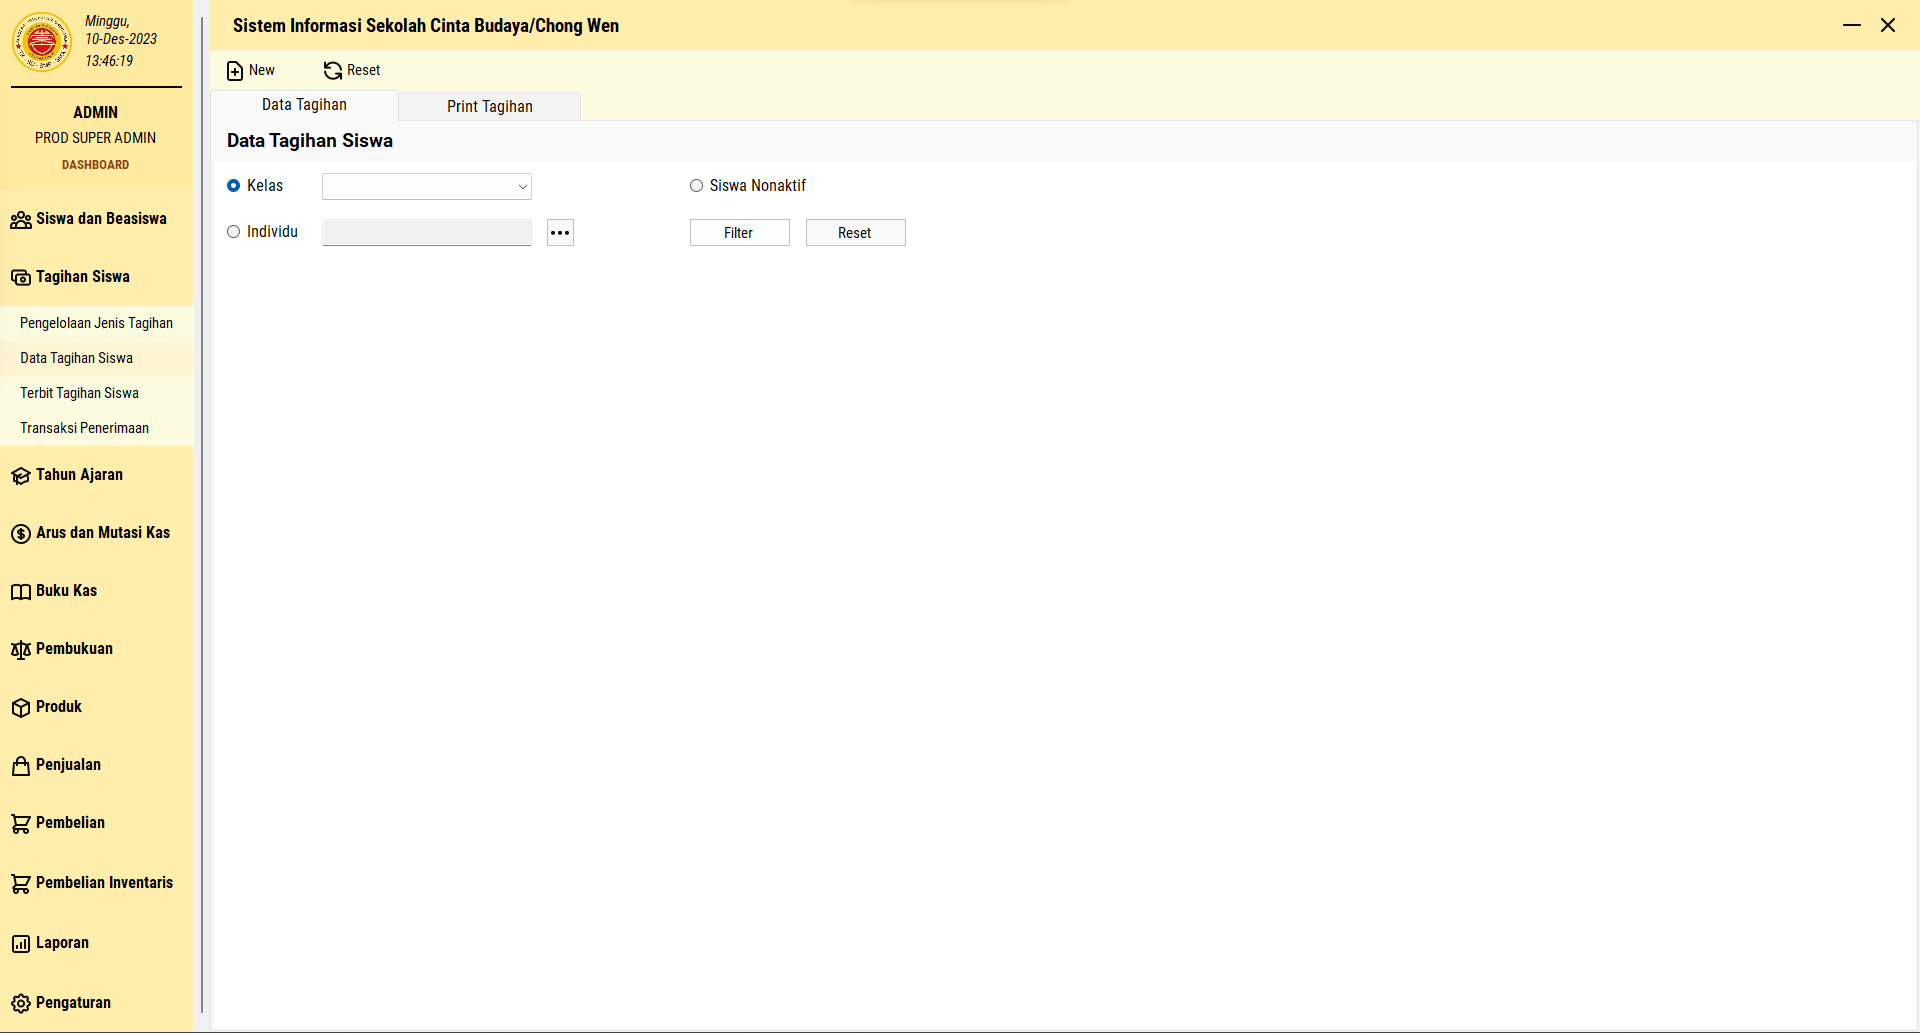 Minggu,
10-Des-2023
13:46:19
ADMIN
PROD SUPER ADMIN
DASHBOARD
Siswa dan Beasiswa
Tagihan Siswa
Pengelolaan Jenis Tagihan
Data Tagihan Siswa
Terbit Tagihan Siswa
Transaksi Penerimaan
Tahun Ajaran
Arus dan Mutasi Kas
Buku Kas
Pembukuan
Produk
Penjualan
Pembelian
Pembelian Inventaris
Laporan
Pengaturan
Sistem Informasi Sekolah Cinta Budaya/Chong Wen
New Reset
Data Tagihan Print Tagihan
Data Tagihan Siswa
Kelas Siswa Nonaktif
Individu ••• Filter Reset